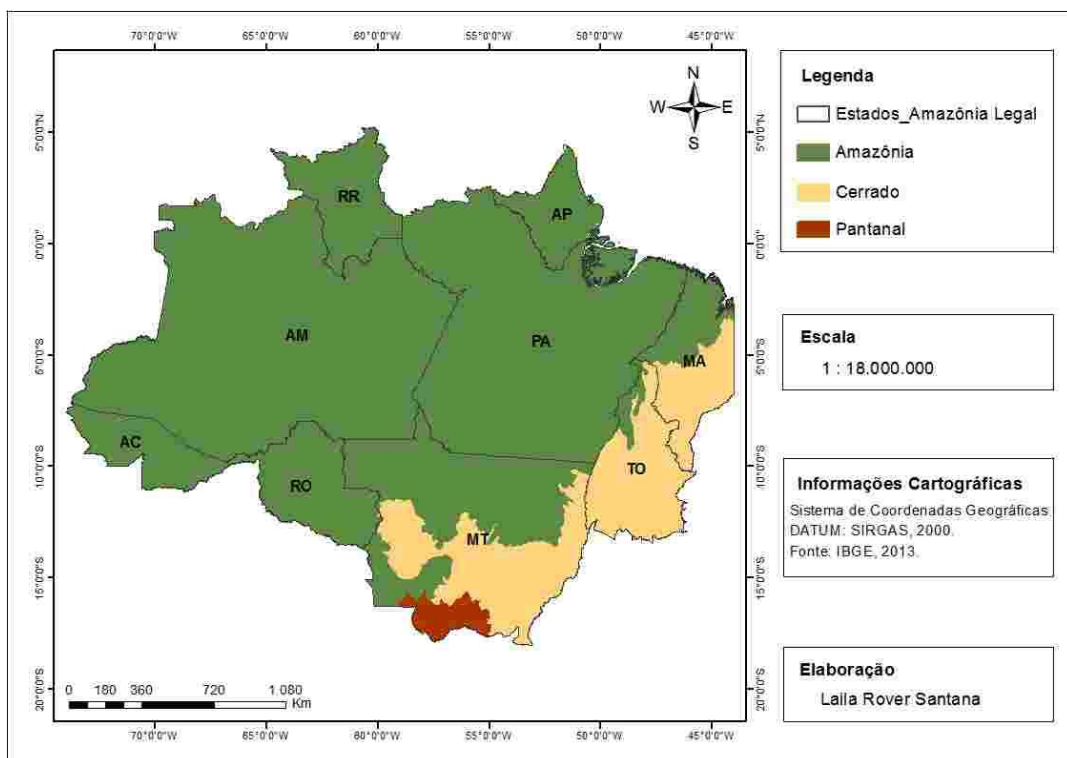 70°0'0"W 65°0'0"W 60°0'0"W 55°0'0"W 50°0'0"W 45°0'0"W
5°0'0"N
0°0'0"
5°0'0"S
10°0'0"S
15°0'0"S
20°0'0"S
N
W E
S
RR
AP
AM
PA
MA
AC
RO
TO
MT
5°0'0"N
0°0'0"
5°0'0"S
10°0'0"S
15°0'0"S
20°0'0"S
0 180 360 720 1.080
Km
70°0'0"W 65°0'0"W 60°0'0"W 55°0'0"W 50°0'0"W 45°0'0"W
Legenda
Estados_Amazônia Legal
Amazônia
Cerrado
Pantanal
Escala
1 : 18.000.000
Informações Cartográficas
Sistema de Coordenadas Geográficas
DATUM: SIRGAS, 2000.
Fonte: IBGE, 2013.
Elaboração
Laila Rover Santana